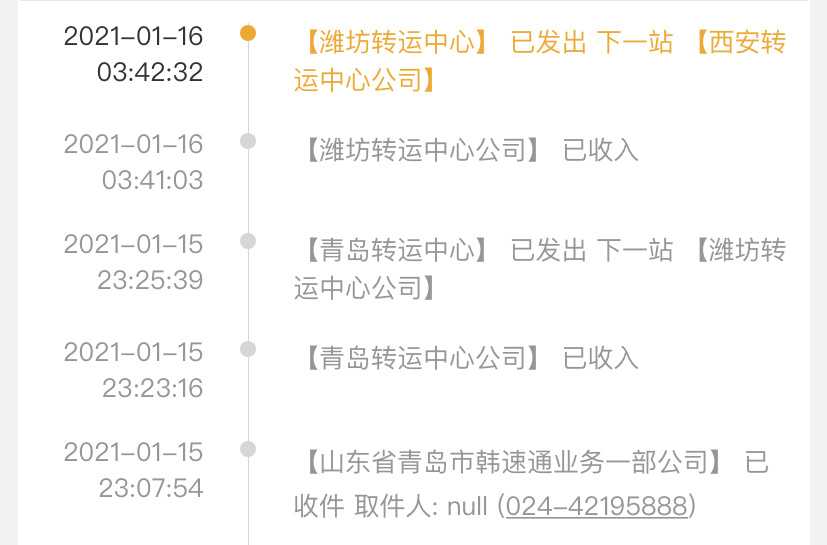 2021-01-16 【潍坊转运中心】 已发出 下一站 【西安转
03:42:32 运中心公司】
2021-01-16 【潍坊转运中心公司】 已收入
03:41:03
2021-01-15 【青岛转运中心】 已发出 下一站 【潍坊转
23:25:39 运中心公司】
2021-01-15 【青岛转运中心公司】 已收入
23:23:16
2021-01-15 【山东省青岛市韩速通业务一部公司】 已
23:07:54 收件 取件人: null (024-42195888)